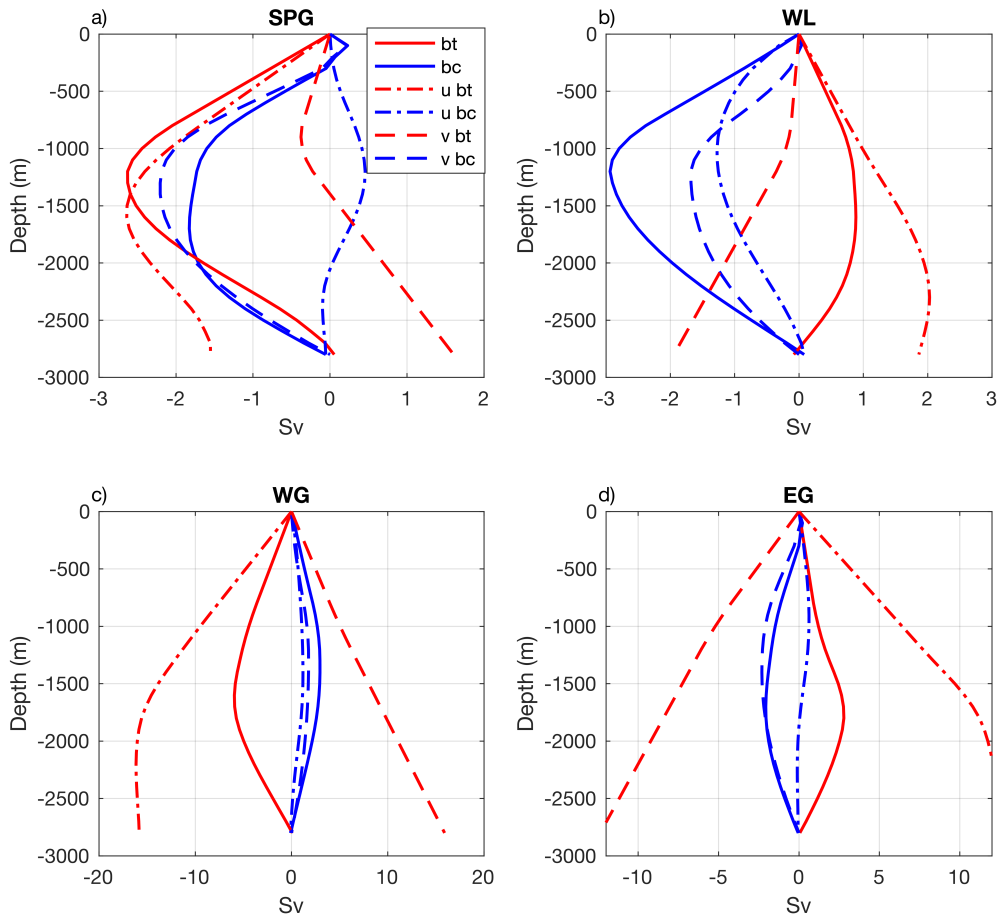 a) SPG
0
-500
-1000
-1500
-2000
-2500
-3000
Depth (m)
-3 -2 -1 0 1 2
Sv
bt
bc
u bt
u bc
v bt
v bc
b) WL
0
-500
-1000
-1500
-2000
-2500
-3000
Depth (m)
-3 -2 -1 0 1 2 3
Sv
c) WG
0
-500
-1000
-1500
-2000
-2500
-3000
Depth (m)
-20 -10 0 10 20
Sv
d) EG
0
-500
-1000
-1500
-2000
-2500
-3000
Depth (m)
-10 -5 0 5 10
Sv